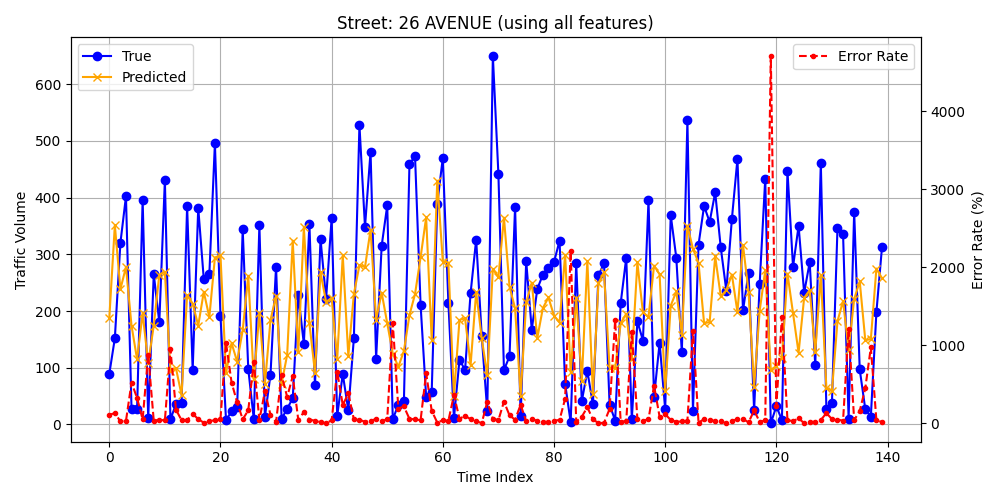 Street: 26 AVENUE (using all features)
True
Predicted
Error Rate
600
500
400
300
200
100
0
4000
3000
2000
1000
0
Traffic Volume
Error Rate (%)
0 20 40 60 80 100 120 140
Time Index